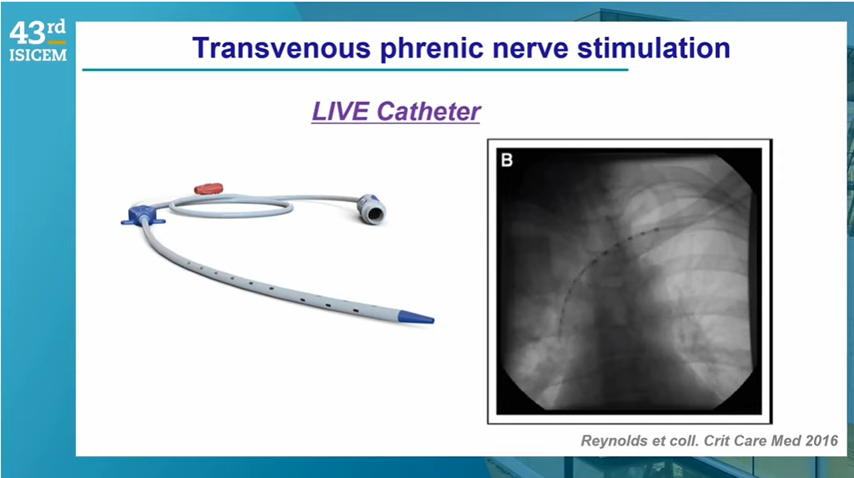 43rd
ISICEM
Transvenous phrenic nerve stimulation
LIVE Catheter
B
Reynolds et coll. Crit Care Med 2016